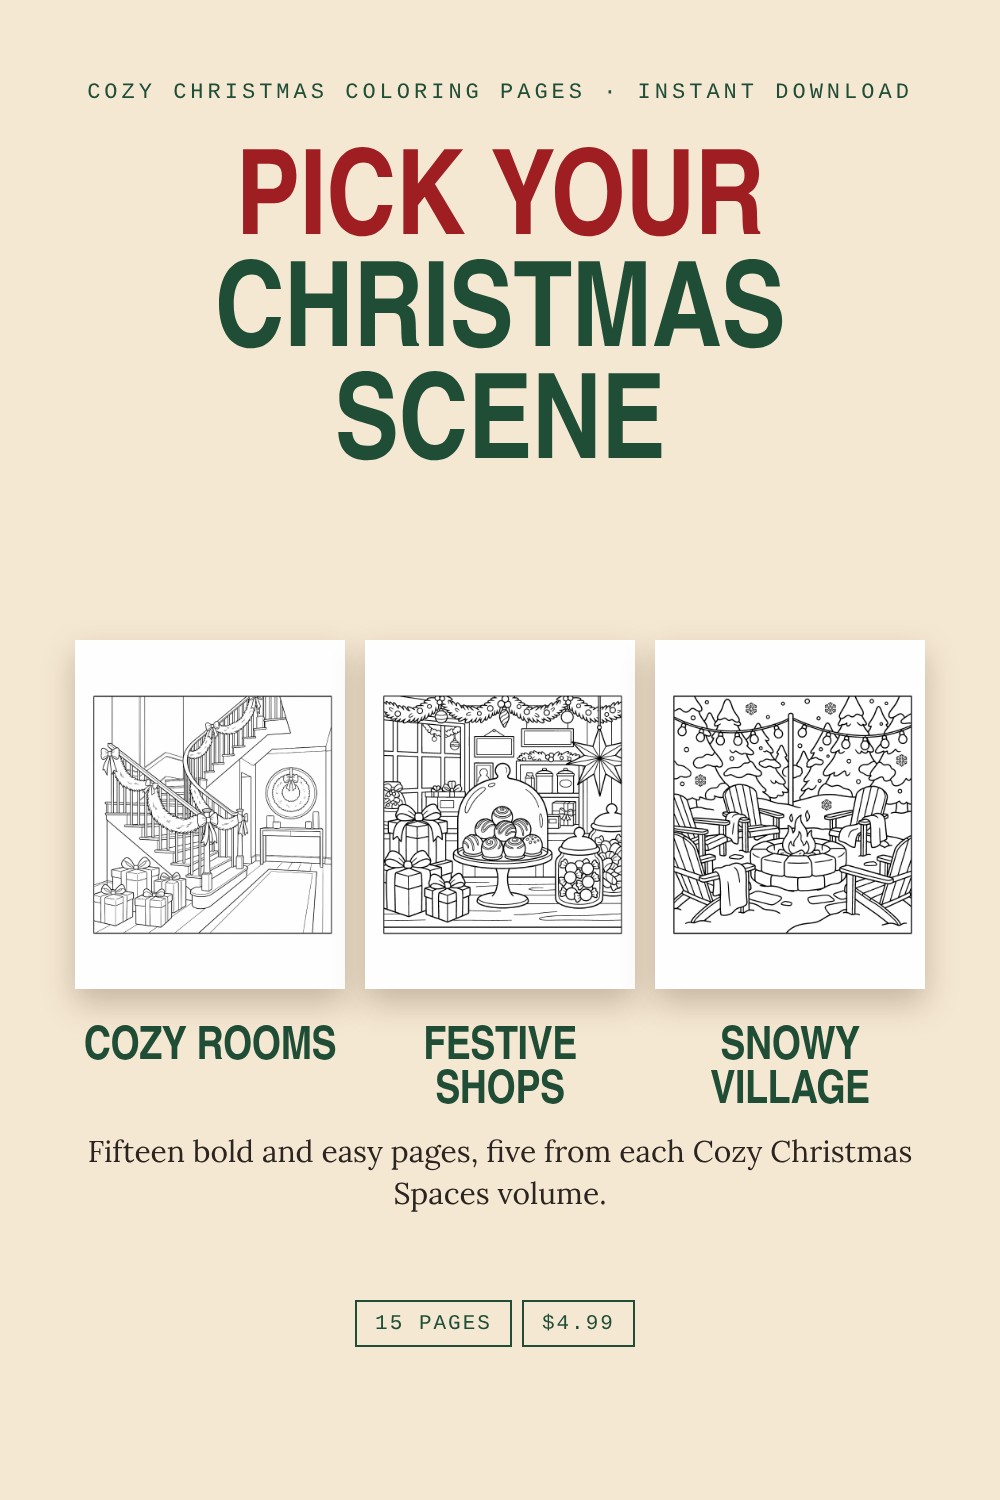 COZY CHRISTMAS COLORING PAGES · INSTANT DOWNLOAD
PICK YOUR
CHRISTMAS
SCENE
COZY ROOMS
FESTIVE
SHOPS
SNOWY
VILLAGE
Fifteen bold and easy pages, five from each Cozy Christmas
Spaces volume.
15 PAGES
$4.99